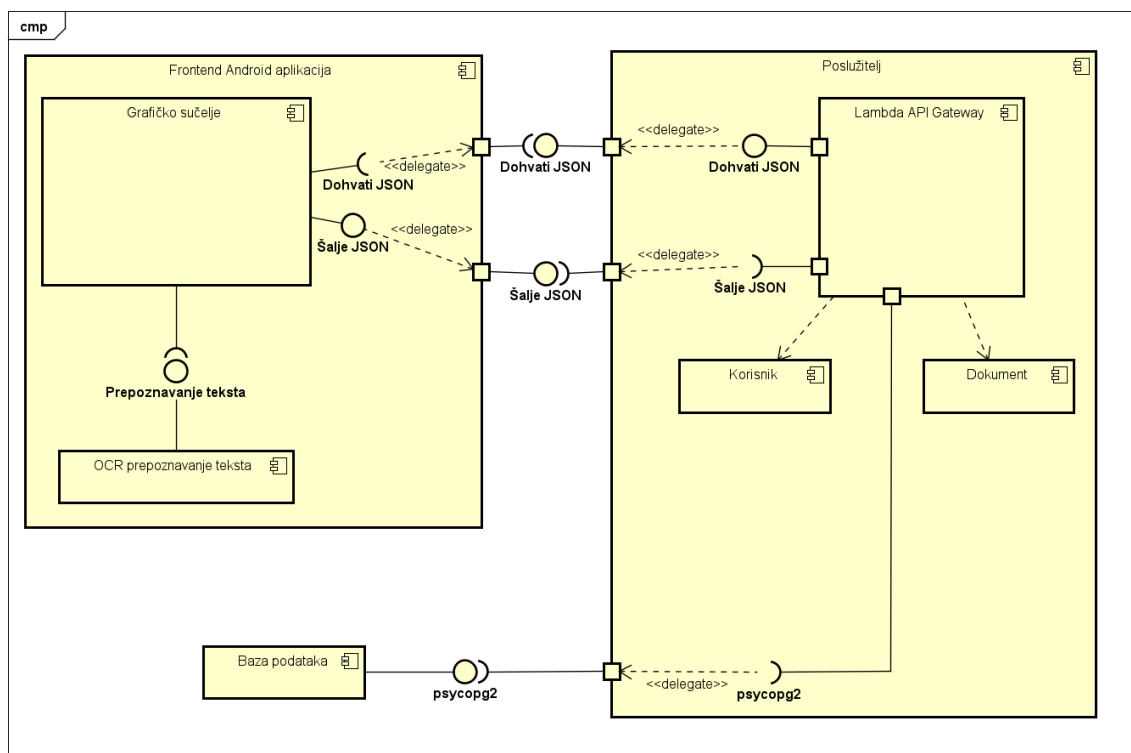 cmp
Frontend Android aplikacija
Poslužitelj
Grafičko sučelje
Lambda API Gateway
<<delegate>>
<<delegate>>
Dohvati JSON
Dohvati JSON
Dohvati JSON
<<delegate>>
Šalje JSON
<<delegate>>
Šalje JSON
Šalje JSON
Prepoznavanje teksta
Korisnik
Dokument
OCR prepoznavanje teksta
Baza podataka
<<delegate>>
psycopg2
psycopg2